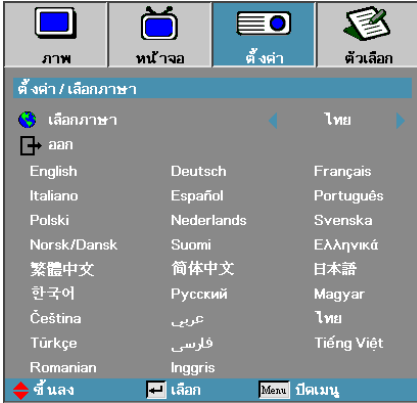 ภาพ หน้าจอ ตั้งค่า ตัวเลือก
ตั้งค่า / เลือกภาษา
เลือกภาษา ไทย
ออก
English Deutsch Français
Italiano Español Português
Polski Nederlands Svenska
Norsk/Dansk Suomi Ελληνικά
繁體中文 简体中文 日本語
한국어 Русский Magyar
Čeština عربي ไทย
Türkçe فارسی Tiếng Việt
Romanian Inggris
ขึ้นลง เลือก Menu ปิดเมนู